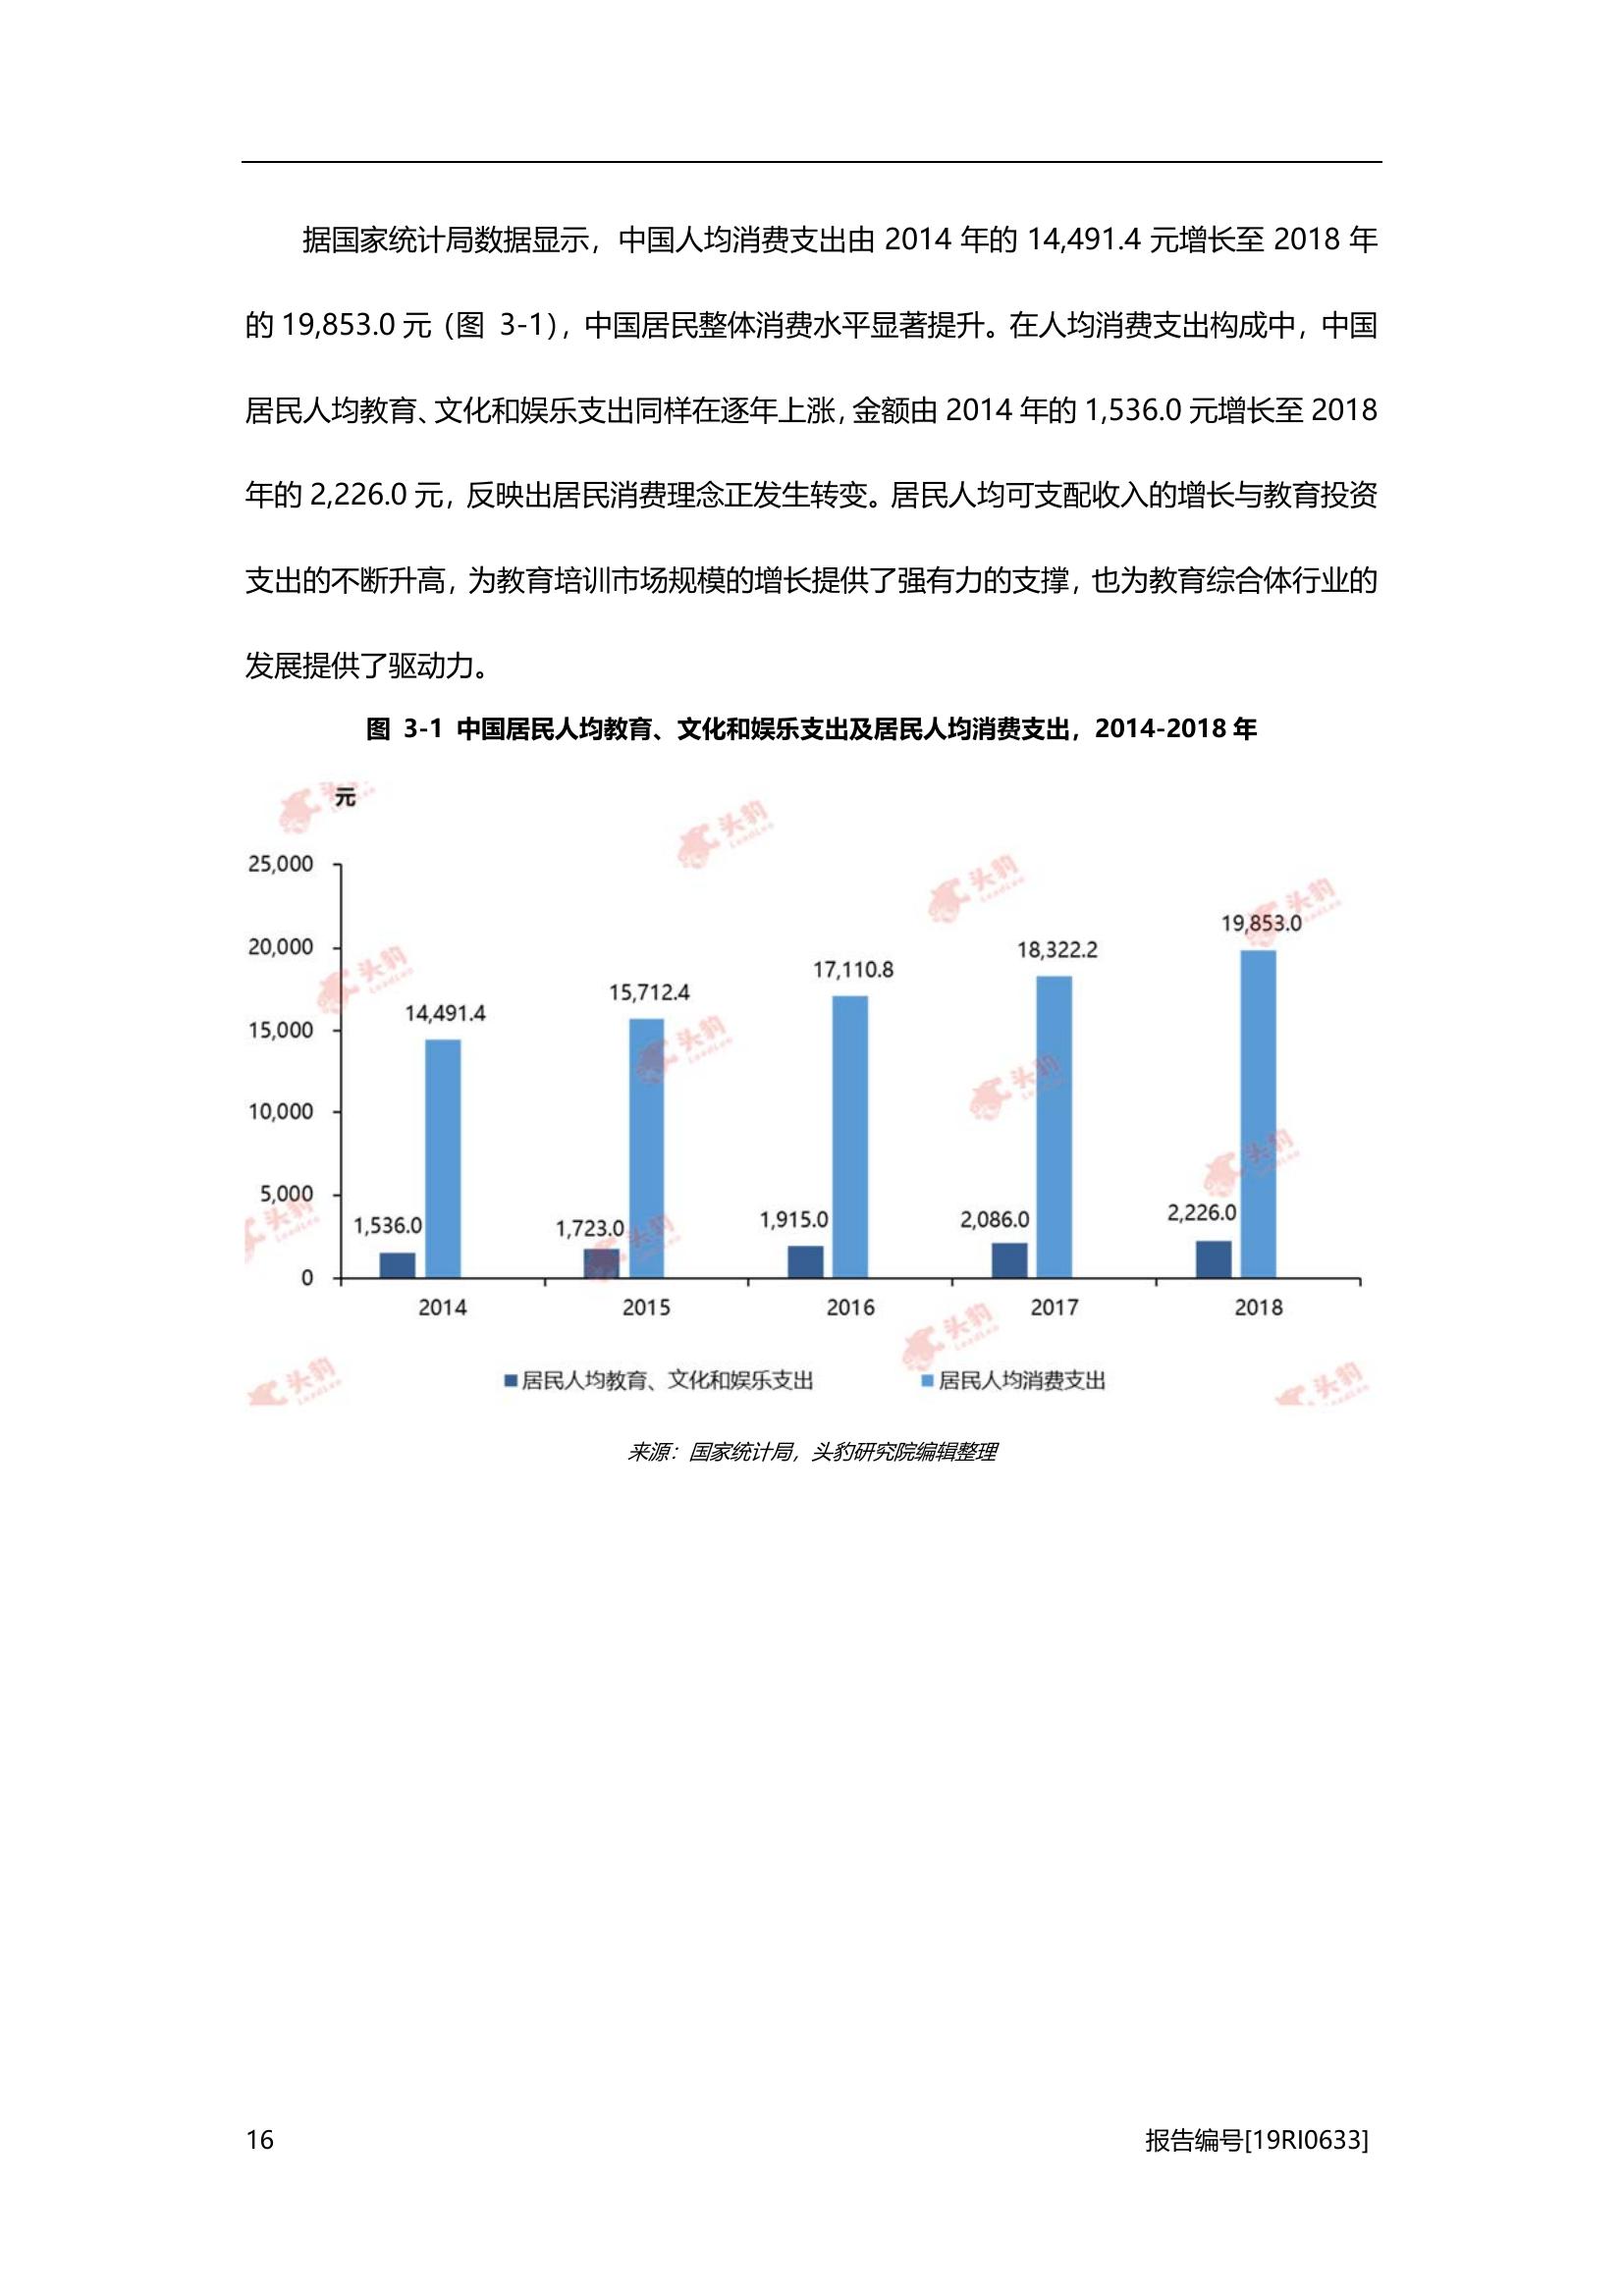 据国家统计局数据显示，中国人均消费支出由 2014 年的 14,491.4 元增长至 2018 年
的 19,853.0 元（图 3-1），中国居民整体消费水平显著提升。在人均消费支出构成中，中国
居民人均教育、文化和娱乐支出同样在逐年上涨，金额由 2014 年的 1,536.0 元增长至 2018
年的 2,226.0 元，反映出居民消费理念正发生转变。居民人均可支配收入的增长与教育投资
支出的不断升高，为教育培训市场规模的增长提供了强有力的支撑，也为教育综合体行业的
发展提供了驱动力。
图 3-1 中国居民人均教育、文化和娱乐支出及居民人均消费支出，2014-2018 年
元
25,000
20,000
15,000
10,000
5,000
0
1,536.0
14,491.4
1,723.0
15,712.4
1,915.0
17,110.8
2,086.0
18,322.2
2,226.0
19,853.0
2014
2015
2016
2017
2018
居民人均教育、文化和娱乐支出
居民人均消费支出
头豹
LeadLeo
来源：国家统计局，头豹研究院编辑整理
16
报告编号[19RI0633]